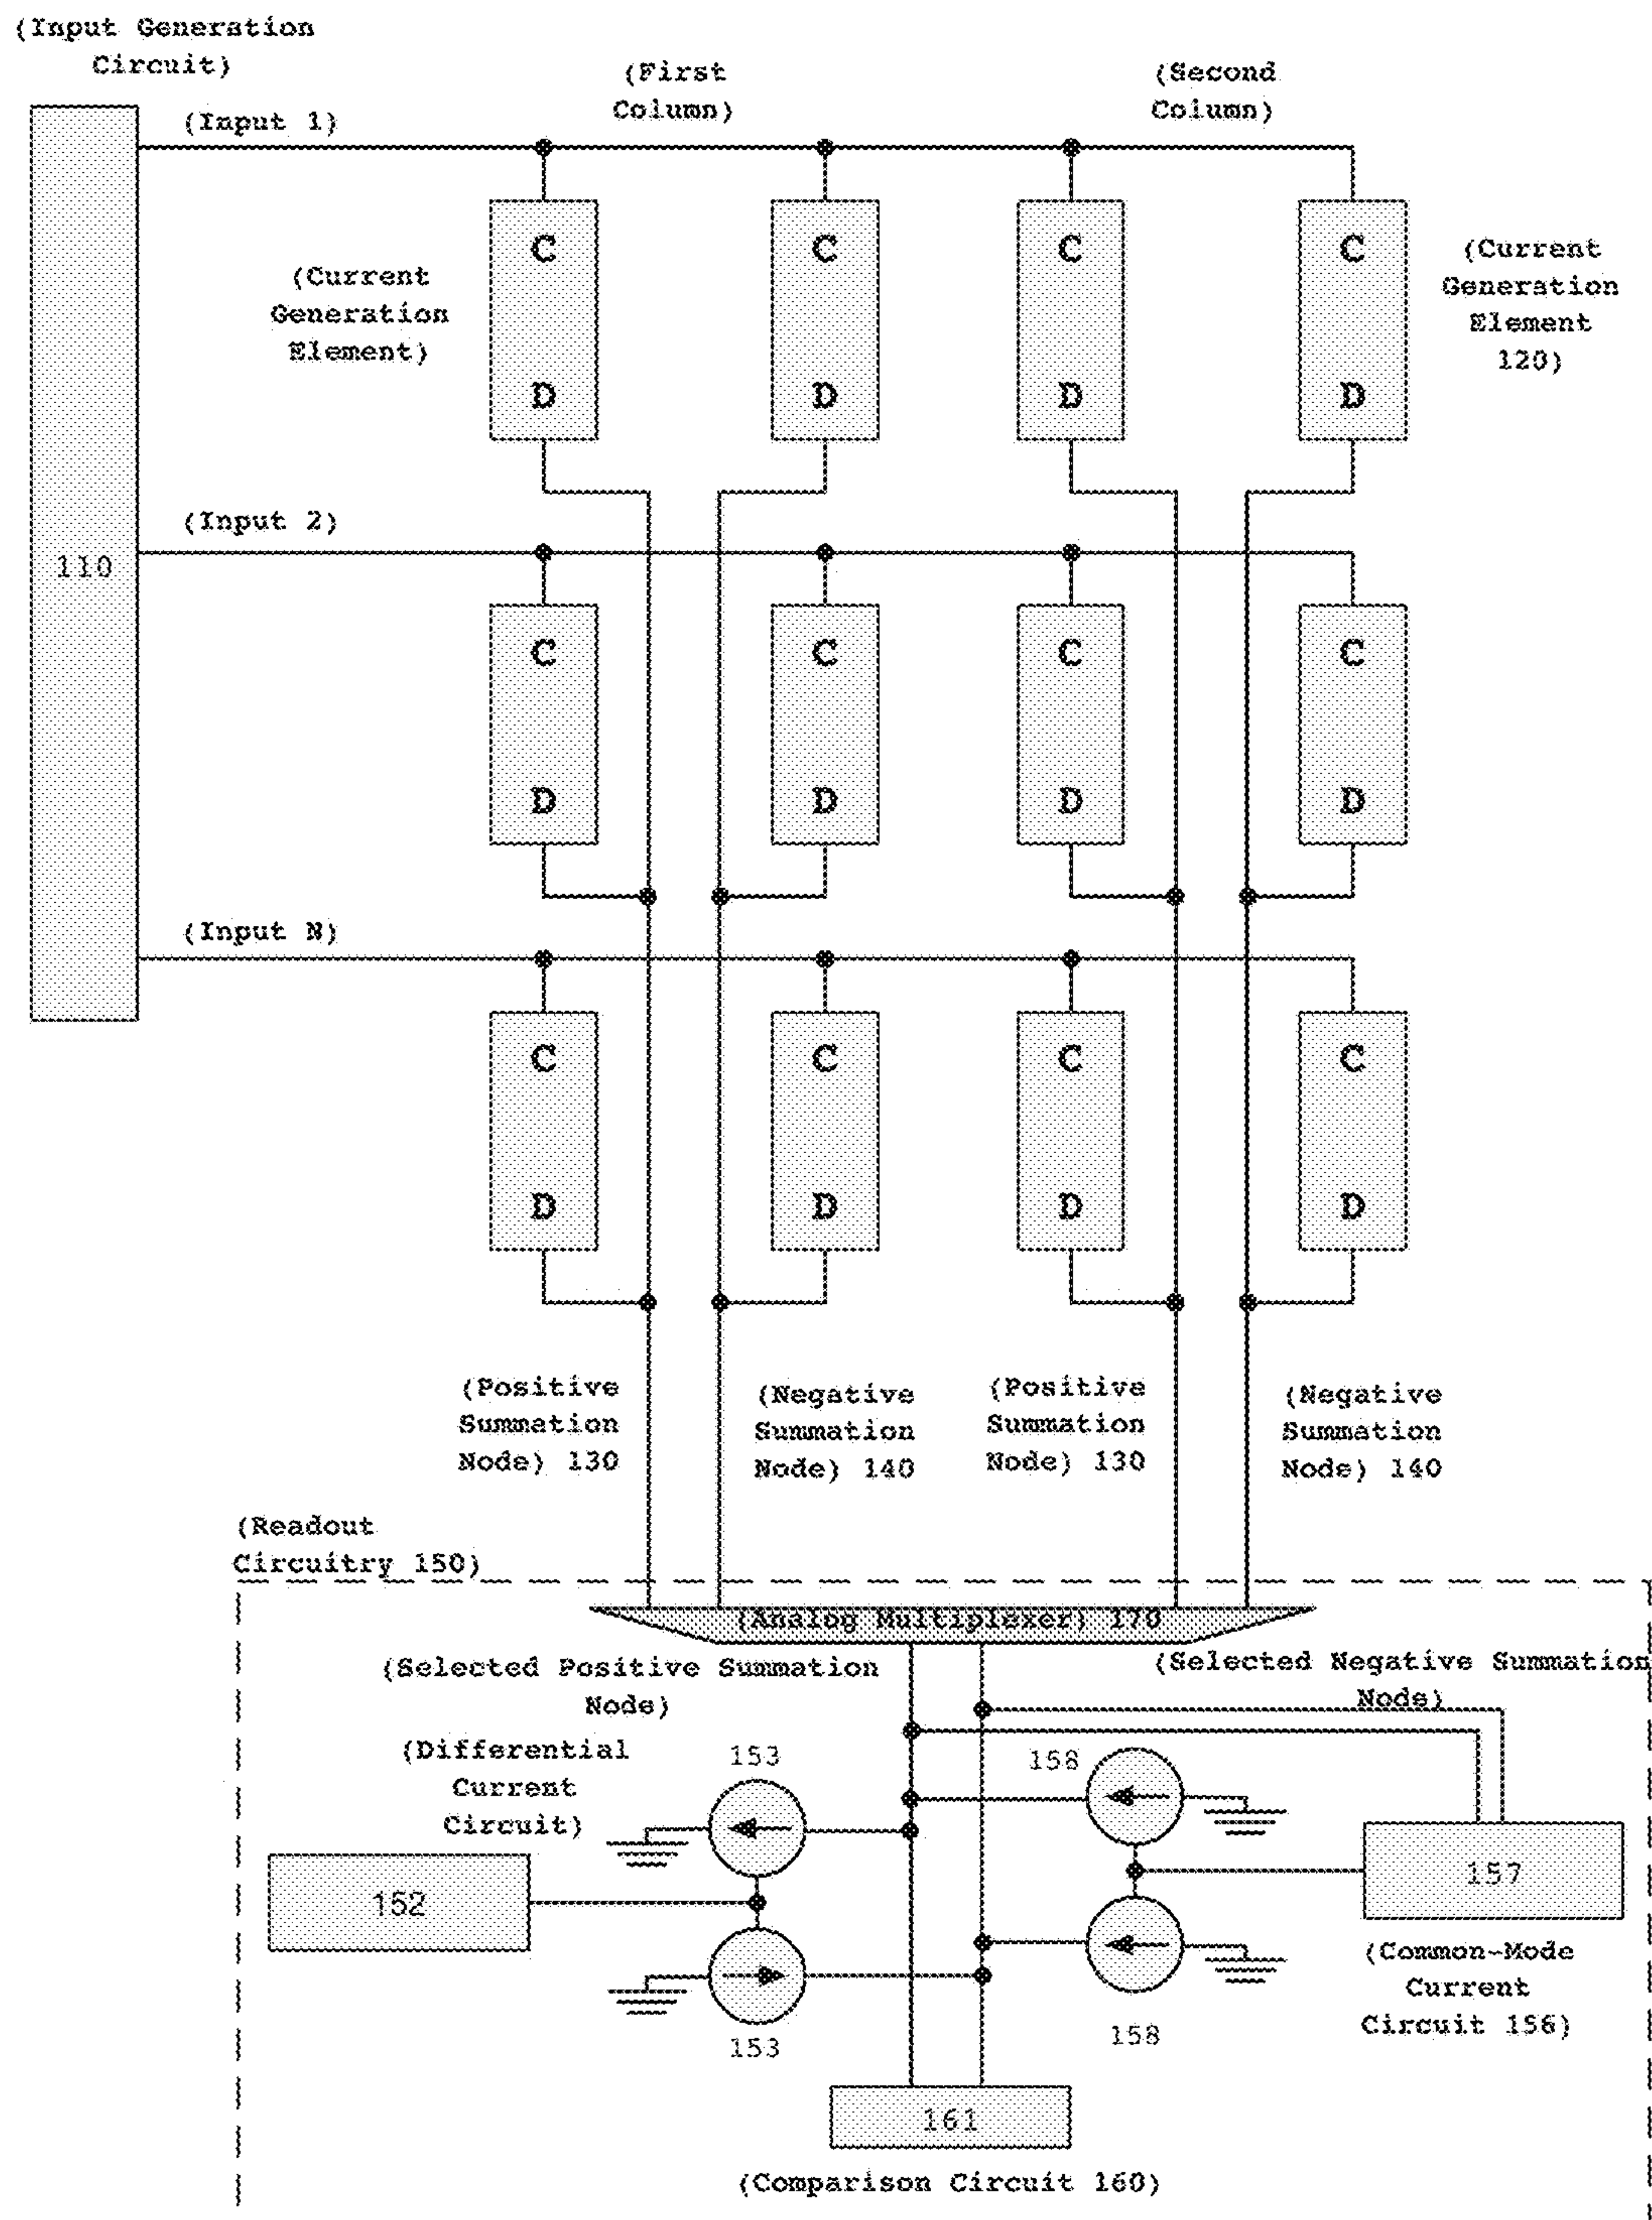 (Input Generation
Circuit)
(First
Column)
(Second
Column)
(Input 1)
C
C
C
C
(Current
Generation
Element)
(Current
Generation
Element
120)
D
D
D
D
(Input 2)
110
C
C
C
C
D
D
D
D
(Input N)
C
C
C
C
D
D
D
D
(Positive
Summation
Node) 130
(Negative
Summation
Node) 140
(Positive
Summation
Node) 130
(Negative
Summation
Node) 140
(Readout
Circuitry 150)
(Analog Multiplexer) 170
(Selected Positive Summation
Node)
(Selected Negative Summation
Node)
(Differential
Current
Circuit)
153
158
152
157
153
158
(Common-Mode
Current
Circuit 156)
161
(Comparison Circuit 160)